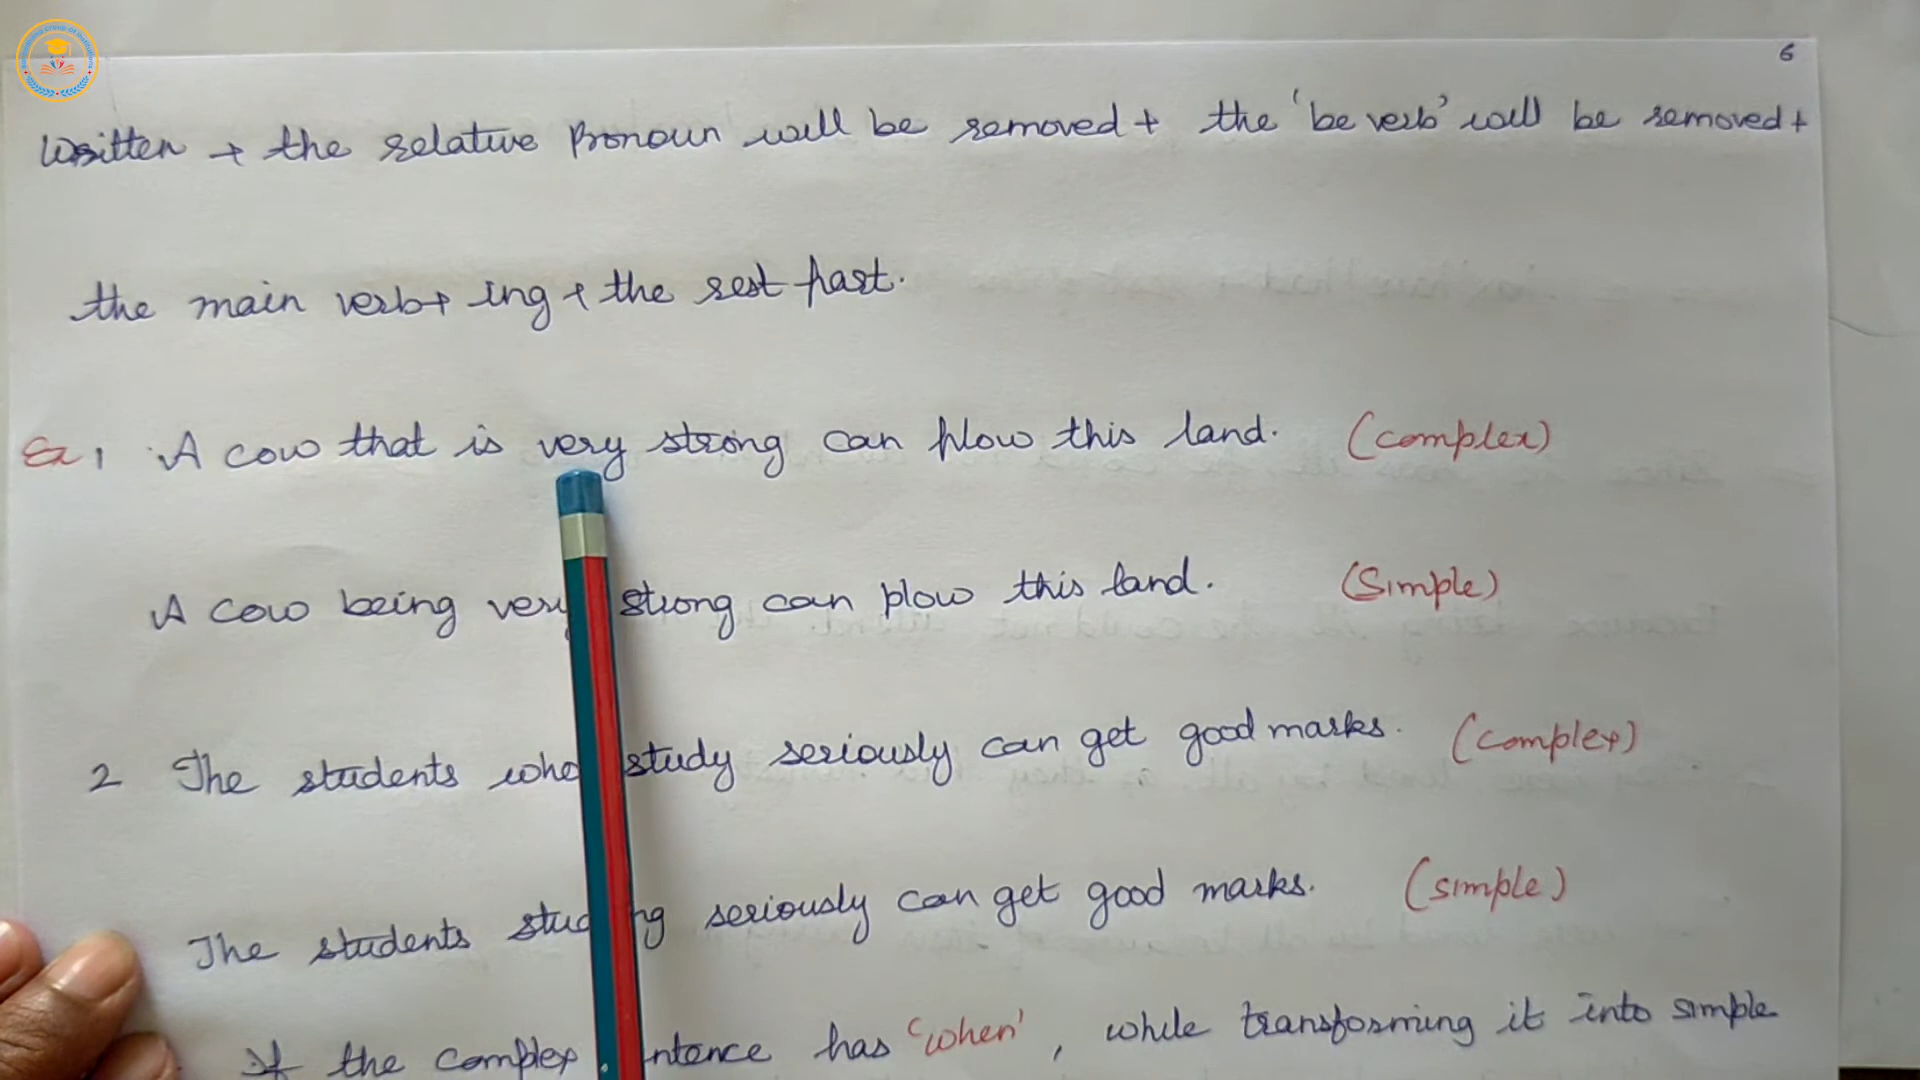 6
written + the relative Pronoun will be removed + the 'be verb' will be removed +
the main verb + ing + the rest part.
Ex 1 A cow that is very strong can plow this land. (complex)
A cow being very strong can plow this land. (Simple)
2 The students who study seriously can get good marks. (complex)
The students studying seriously can get good marks. (simple)
If the complex sentence has 'when', while transforming it into simple